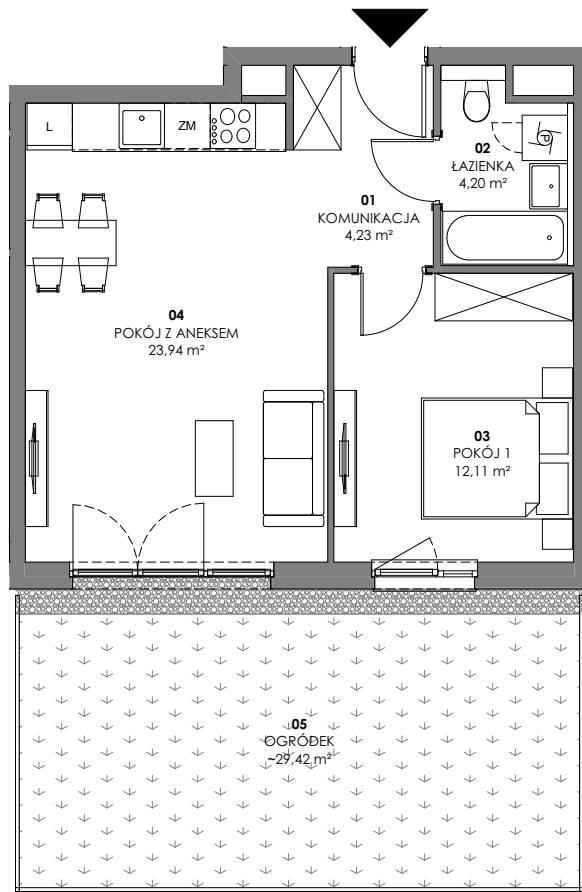 L
ZM
P
02
ŁAZIENKA
4,20 m²
01
KOMUNIKACJA
4,23 m²
04
POKÓJ Z ANEKSEM
23,94 m²
03
POKÓJ 1
12,11 m²
05
OGRÓDEK
~29,42 m²